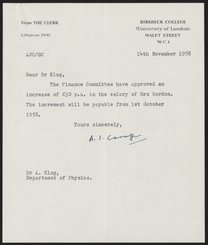 From THE CLERK
BIRKBECK COLLEGE
(University of London)
MALET STREET
W.C.1
AJC/GC
14th November 1958
Dear Dr Klug,
The Finance Committee have approved an
increase of £50 p.a. in the salary of Mrs Gordon.
The increment will be payable from 1st October
1958.
Yours sincerely,
Dr A. Klug,
Department of Physics.